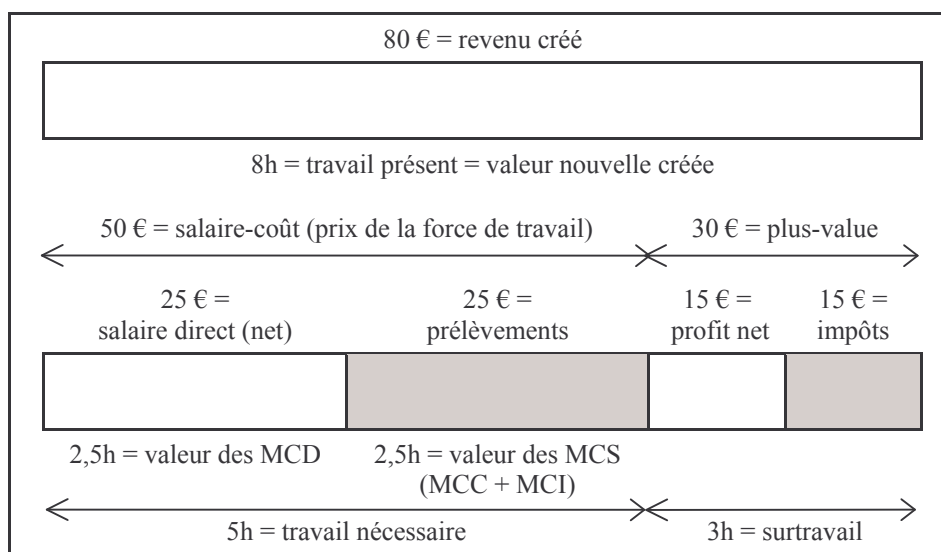 80 € = revenu créé
8h = travail présent = valeur nouvelle créée
50 € = salaire-coût (prix de la force de travail)
30 € = plus-value
25 € =
salaire direct (net)
25 € =
prélèvements
15 € =
profit net
15 € =
impôts
2,5h = valeur des MCD
2,5h = valeur des MCS
(MCC + MCI)
5h = travail nécessaire
3h = surtravail